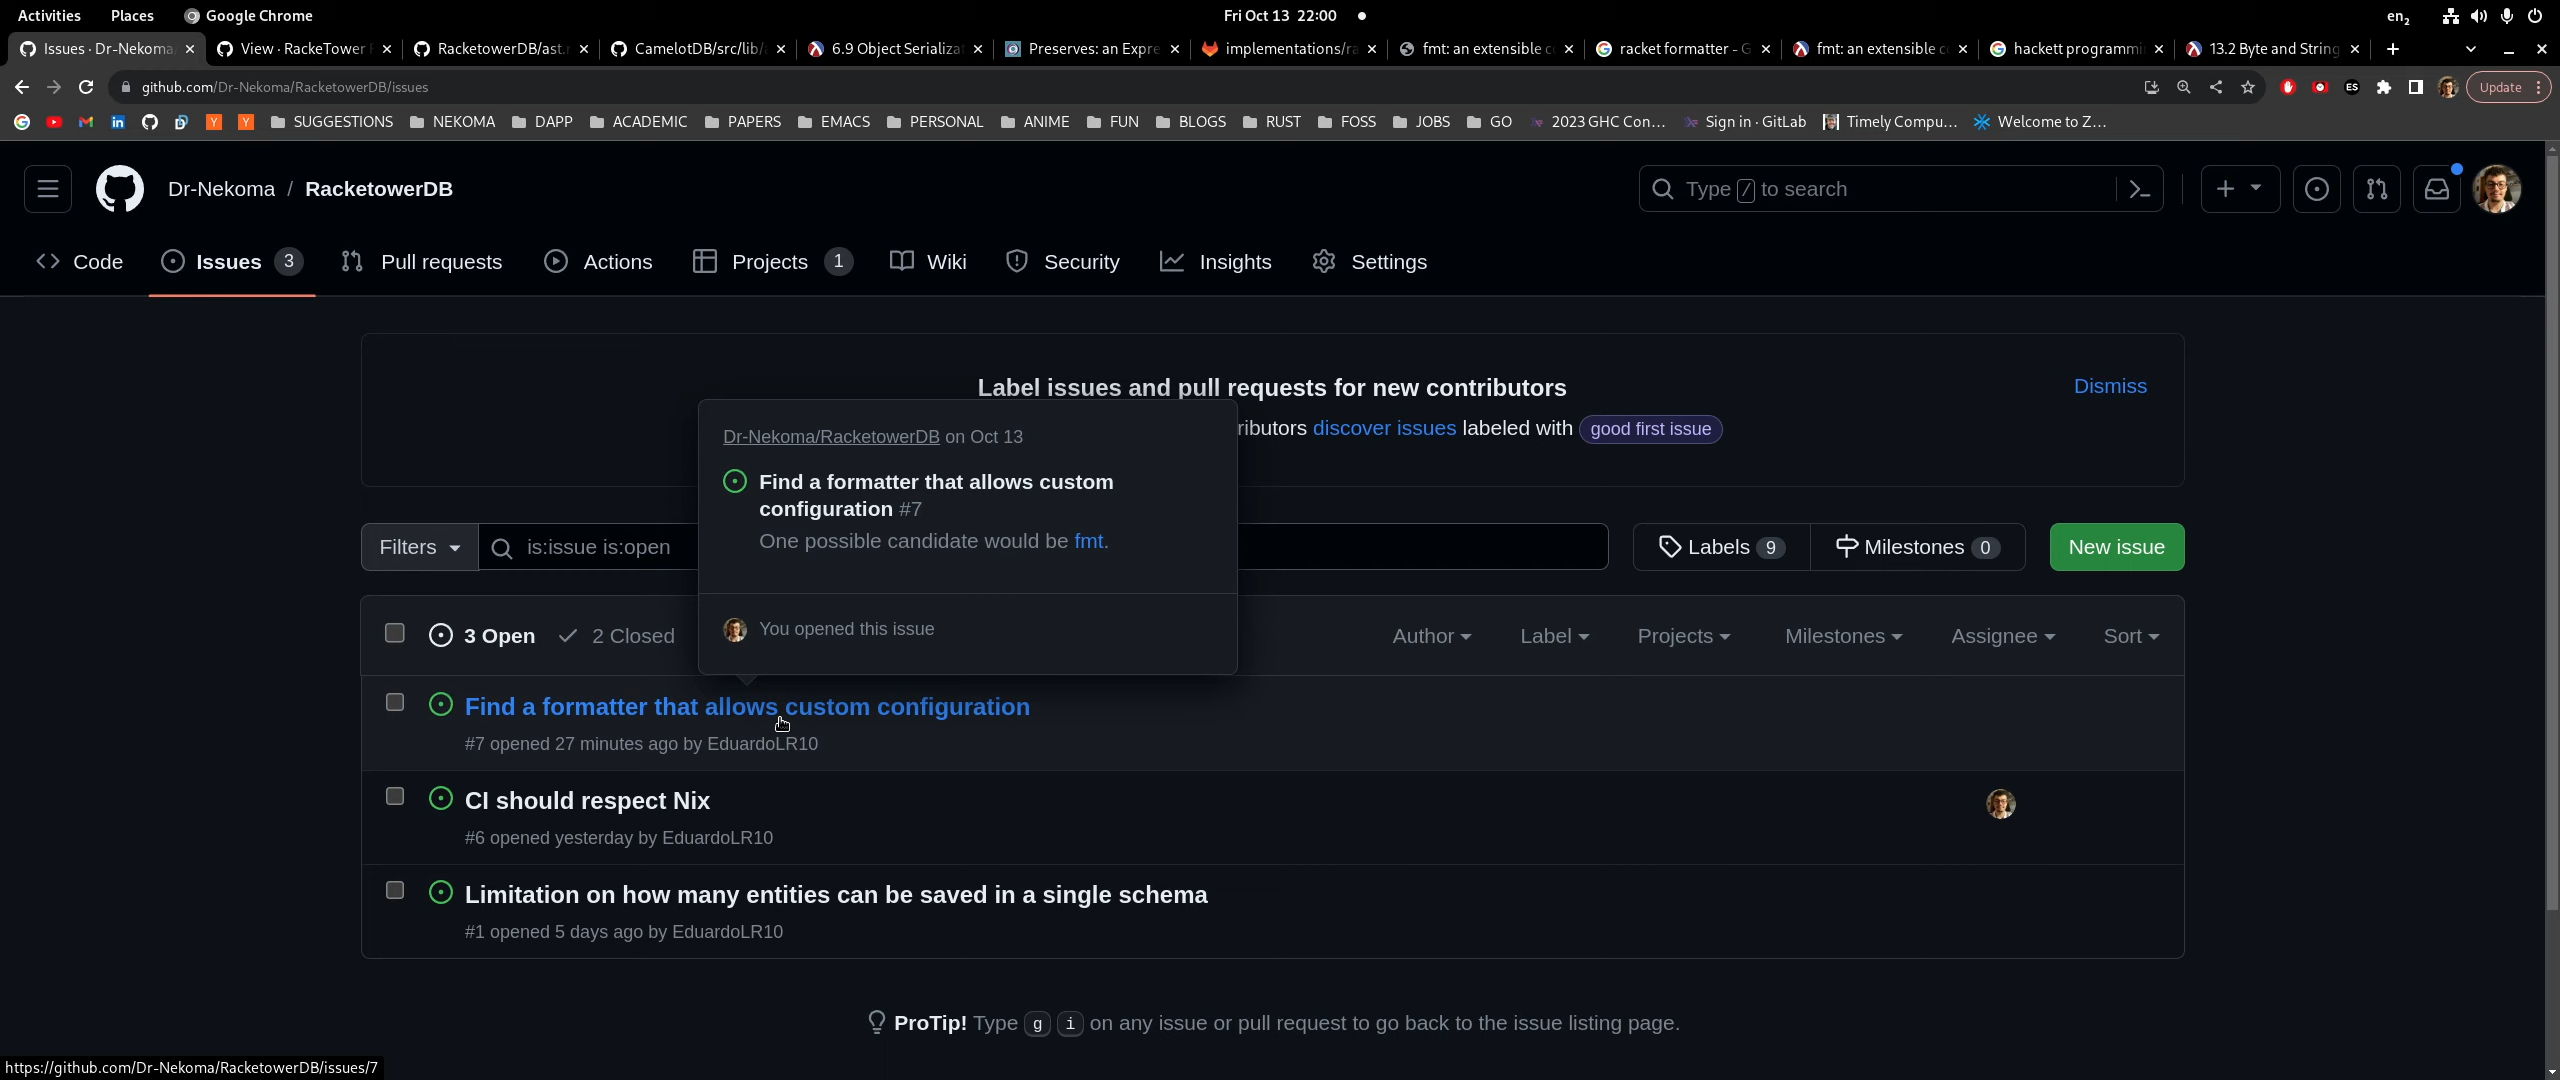 Activities Places Google Chrome Fri Oct 13 22:00 en2
Issues · Dr-Nekoma View · RackeTower RacketowerDB/ast.r CamelotDB/src/lib/ 6.9 Object Serializat Preserves: an Expre implementations/ra fmt: an extensible c racket formatter - G fmt: an extensible c hackett programmi 13.2 Byte and String
github.com/Dr-Nekoma/RacketowerDB/issues ES Update
SUGGESTIONS NEKOMA DAPP ACADEMIC PAPERS EMACS PERSONAL ANIME FUN BLOGS RUST FOSS JOBS GO 2023 GHC Con... Sign in · GitLab Timely Compu... Welcome to Z...
Dr-Nekoma / RacketowerDB Type / to search
Code Issues 3 Pull requests Actions Projects 1 Wiki Security Insights Settings
Label issues and pull requests for new contributors Dismiss
ributors discover issues labeled with good first issue
Dr-Nekoma/RacketowerDB on Oct 13
Find a formatter that allows custom
configuration #7
One possible candidate would be fmt.
You opened this issue
Filters is:issue is:open Labels 9 Milestones 0 New issue
3 Open 2 Closed Author Label Projects Milestones Assignee Sort
Find a formatter that allows custom configuration
#7 opened 27 minutes ago by EduardoLR10
CI should respect Nix
#6 opened yesterday by EduardoLR10
Limitation on how many entities can be saved in a single schema
#1 opened 5 days ago by EduardoLR10
ProTip! Type g i on any issue or pull request to go back to the issue listing page.
https://github.com/Dr-Nekoma/RacketowerDB/issues/7